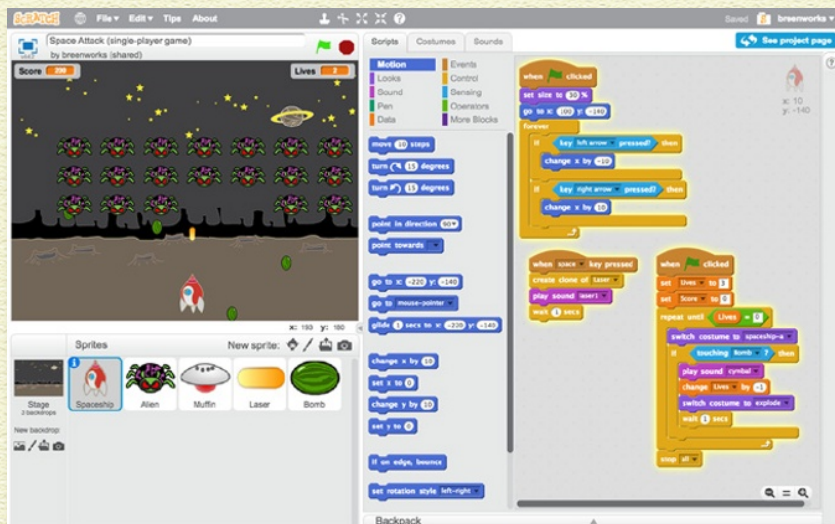 SCRATCH File▼ Edit▼ Tips About Saved breenworks ▼
Space Attack (single-player game)
by breenworks (shared)
Scripts Costumes Sounds
See project page
Score Lives 2
Motion Events
Looks Control
Sound Sensing
Pen Operators
Data More Blocks
move 10 steps
turn 15 degrees
turn 15 degrees
point in direction 90▼
point towards
go to x: -220 y: -140
go to mouse-pointer
glide 1 secs to x: -220 y: -140
change x by 10
set x to 0
change y by 10
set y to 0
if on edge, bounce
set rotation style left-right
when clicked
set size to 30 %
go to x: 100 y: -140
forever
if key left arrow pressed? then
change x by -10
if key right arrow pressed? then
change x by 10
x: 10
y: -140
when space key pressed
create clone of Laser
play sound laser1
wait 1 secs
when clicked
set Lives to 3
set Score to 0
repeat until Lives = 0
switch costume to spaceship-a
if touching Bomb ? then
play sound cymbal
change Lives by -1
switch costume to explode
wait 1 secs
stop all
x: 193 y: 180
Sprites New sprite:
Stage
2 backdrops
New backdrop:
Spaceship Alien Muffin Laser Bomb
Backpack